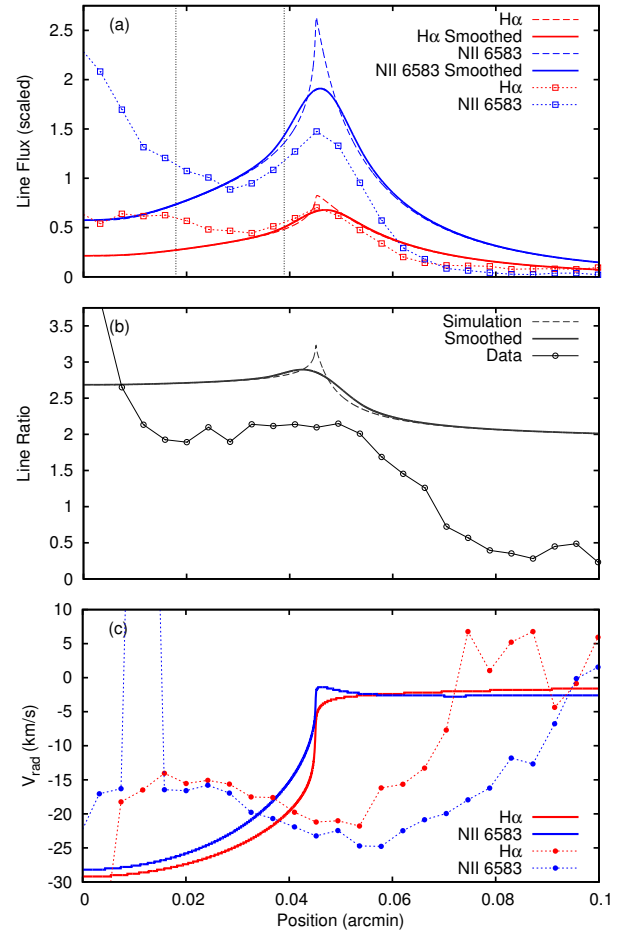 (a)
Hα
Hα Smoothed
NII 6583
NII 6583 Smoothed
Hα
NII 6583
Line Flux (scaled)
2.5
2
1.5
1
0.5
0
(b)
Simulation
Smoothed
Data
Line Ratio
3.5
3
2.5
2
1.5
1
0.5
0
(c)
Hα
NII 6583
Hα
NII 6583
V_rad (km/s)
10
5
0
-5
-10
-15
-20
-25
-30
0 0.02 0.04 0.06 0.08 0.1
Position (arcmin)